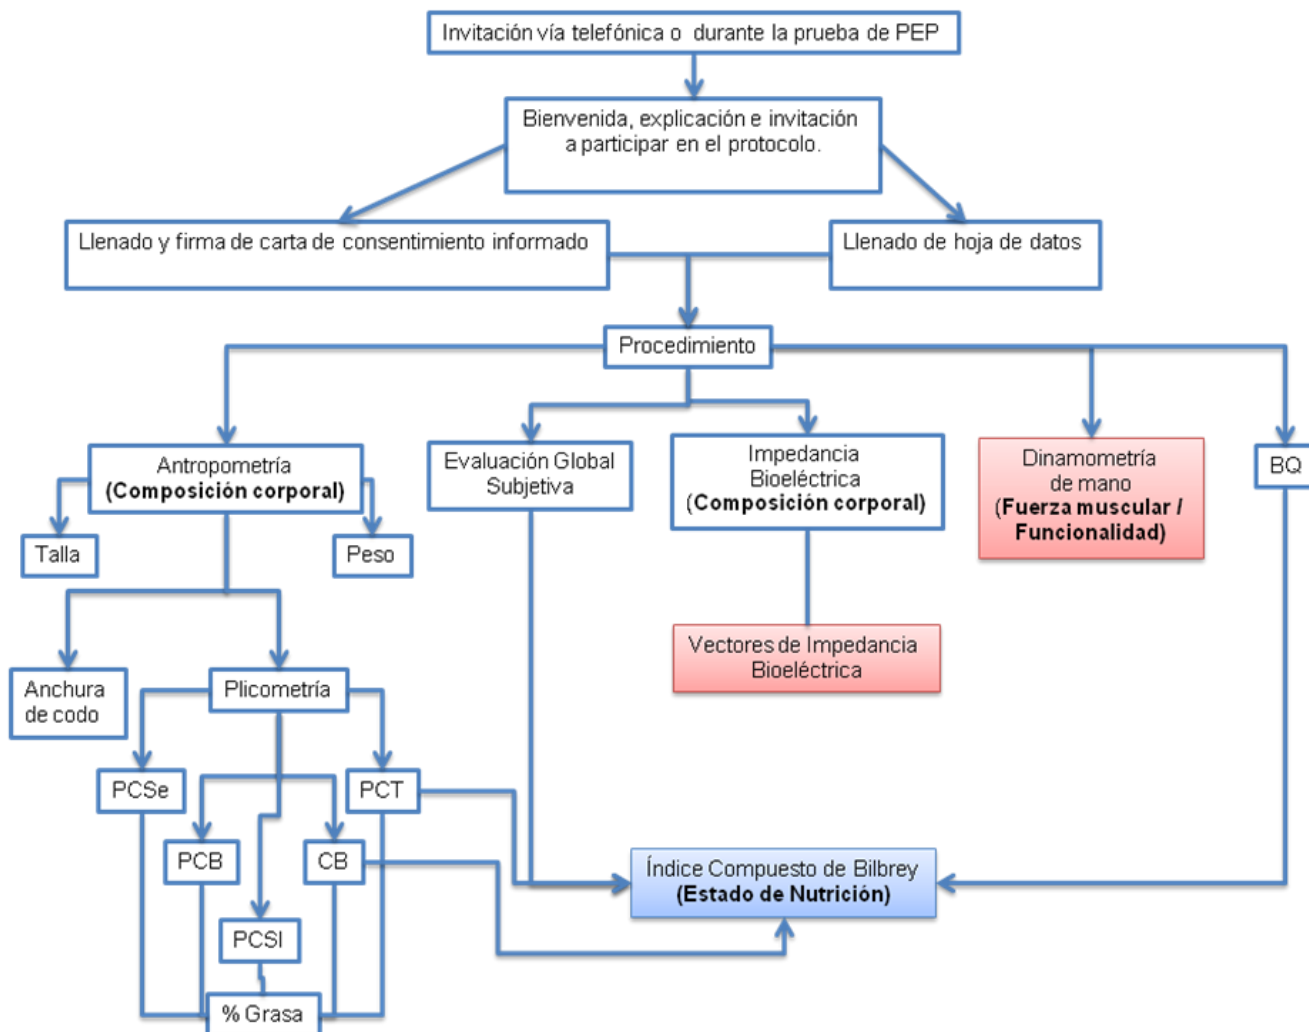 Invitación vía telefónica o durante la prueba de PEP
Bienvenida, explicación e invitación
a participar en el protocolo.
Llenado y firma de carta de consentimiento informado
Llenado de hoja de datos
Procedimiento
Antropometría
(Composición corporal)
Evaluación Global
Subjetiva
Impedancia
Bioeléctrica
(Composición corporal)
Dinamometría
de mano
(Fuerza muscular /
Funcionalidad)
BQ
Talla
Peso
Vectores de Impedancia
Bioeléctrica
Anchura
de codo
Plicometría
PCSe
PCT
PCB
CB
Índice Compuesto de Bilbrey
(Estado de Nutrición)
PCSI
% Grasa